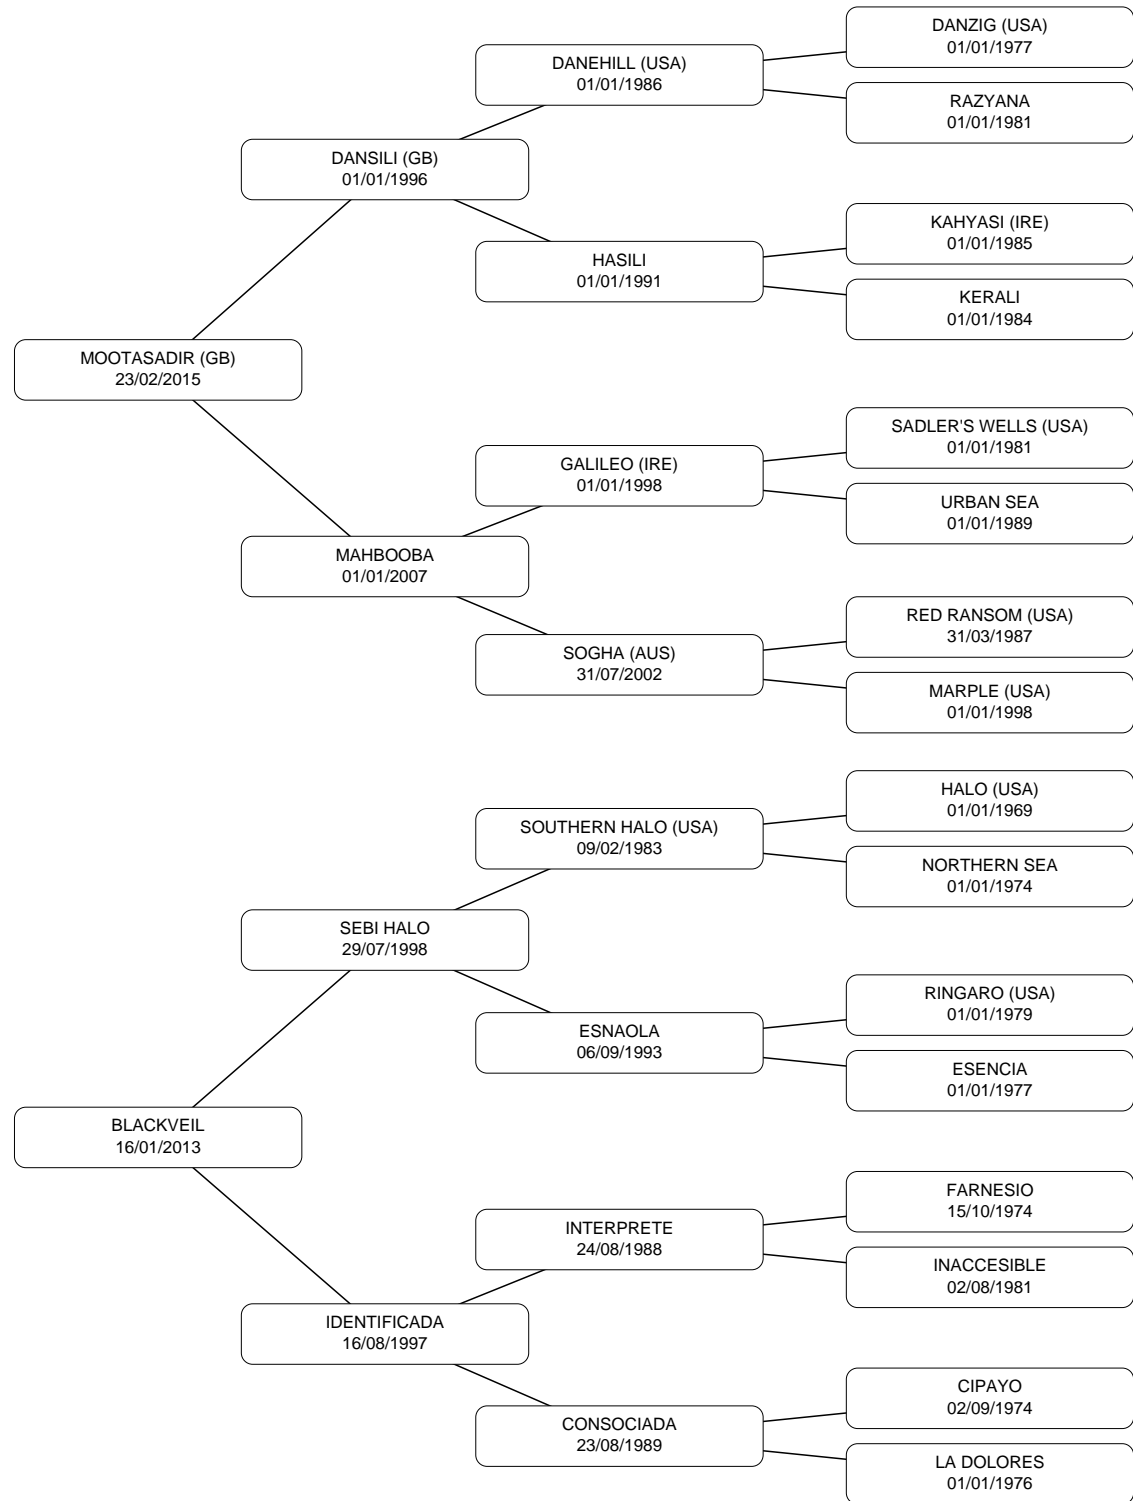 DANZIG (USA)
01/01/1977
DANEHILL (USA)
01/01/1986
RAZYANA
01/01/1981
DANSILI (GB)
01/01/1996
KAHYASI (IRE)
01/01/1985
HASILI
01/01/1991
KERALI
01/01/1984
MOOTASADIR (GB)
23/02/2015
SADLER'S WELLS (USA)
01/01/1981
GALILEO (IRE)
01/01/1998
URBAN SEA
01/01/1989
MAHBOOBA
01/01/2007
RED RANSOM (USA)
31/03/1987
SOGHA (AUS)
31/07/2002
MARPLE (USA)
01/01/1998
HALO (USA)
01/01/1969
SOUTHERN HALO (USA)
09/02/1983
NORTHERN SEA
01/01/1974
SEBI HALO
29/07/1998
RINGARO (USA)
01/01/1979
ESNAOLA
06/09/1993
ESENCIA
01/01/1977
BLACKVEIL
16/01/2013
FARNESIO
15/10/1974
INTERPRETE
24/08/1988
INACCESIBLE
02/08/1981
IDENTIFICADA
16/08/1997
CIPAYO
02/09/1974
CONSOCIADA
23/08/1989
LA DOLORES
01/01/1976